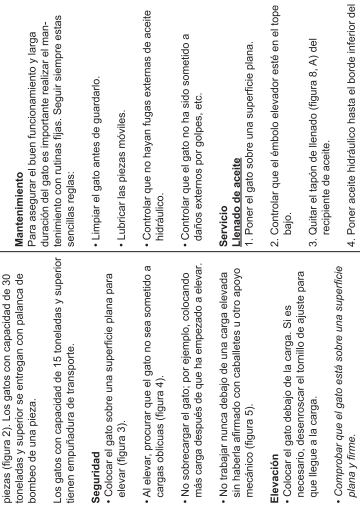 piezas (figura 2). Los gatos con capacidad de 30
toneladas y superior se entregan con palanca de
bombeo de una pieza.
Los gatos con capacidad de 15 toneladas y superior
tienen empuñadura de transporte.
Seguridad
• Colocar el gato sobre una superficie plana para
elevar (figura 3).
• Al elevar, procurar que el gato no sea sometido a
cargas oblicuas (figura 4).
• No sobrecargar el gato; por ejemplo, colocando
más carga después de que ha empezado a elevar.
• No trabajar nunca debajo de una carga elevada
sin haberla afirmado con caballetes u otro apoyo
mecánico (figura 5).
Elevación
• Colocar el gato debajo de la carga. Si es
necesario, desenroscar el tornillo de ajuste para
que llegue a la carga.
• Comprobar que el gato está sobre una superficie
plana y firme.
Mantenimiento
Para asegurar el buen funcionamiento y larga
duración del gato es importante realizar el man-
tenimiento con rutinas fijas. Seguir siempre estas
sencillas reglas:
• Limpiar el gato antes de guardarlo.
• Lubricar las piezas móviles.
• Controlar que no hayan fugas externas de aceite
hidráulico.
• Controlar que el gato no ha sido sometido a
daños externos por golpes, etc.
Servicio
Llenado de aceite
1. Poner el gato sobre una superficie plana.
2. Controlar que el émbolo elevador esté en el tope
bajo.
3. Quitar el tapón de llenado (figura 8, A) del
recipiente de aceite.
4. Poner aceite hidráulico hasta el borde inferior del